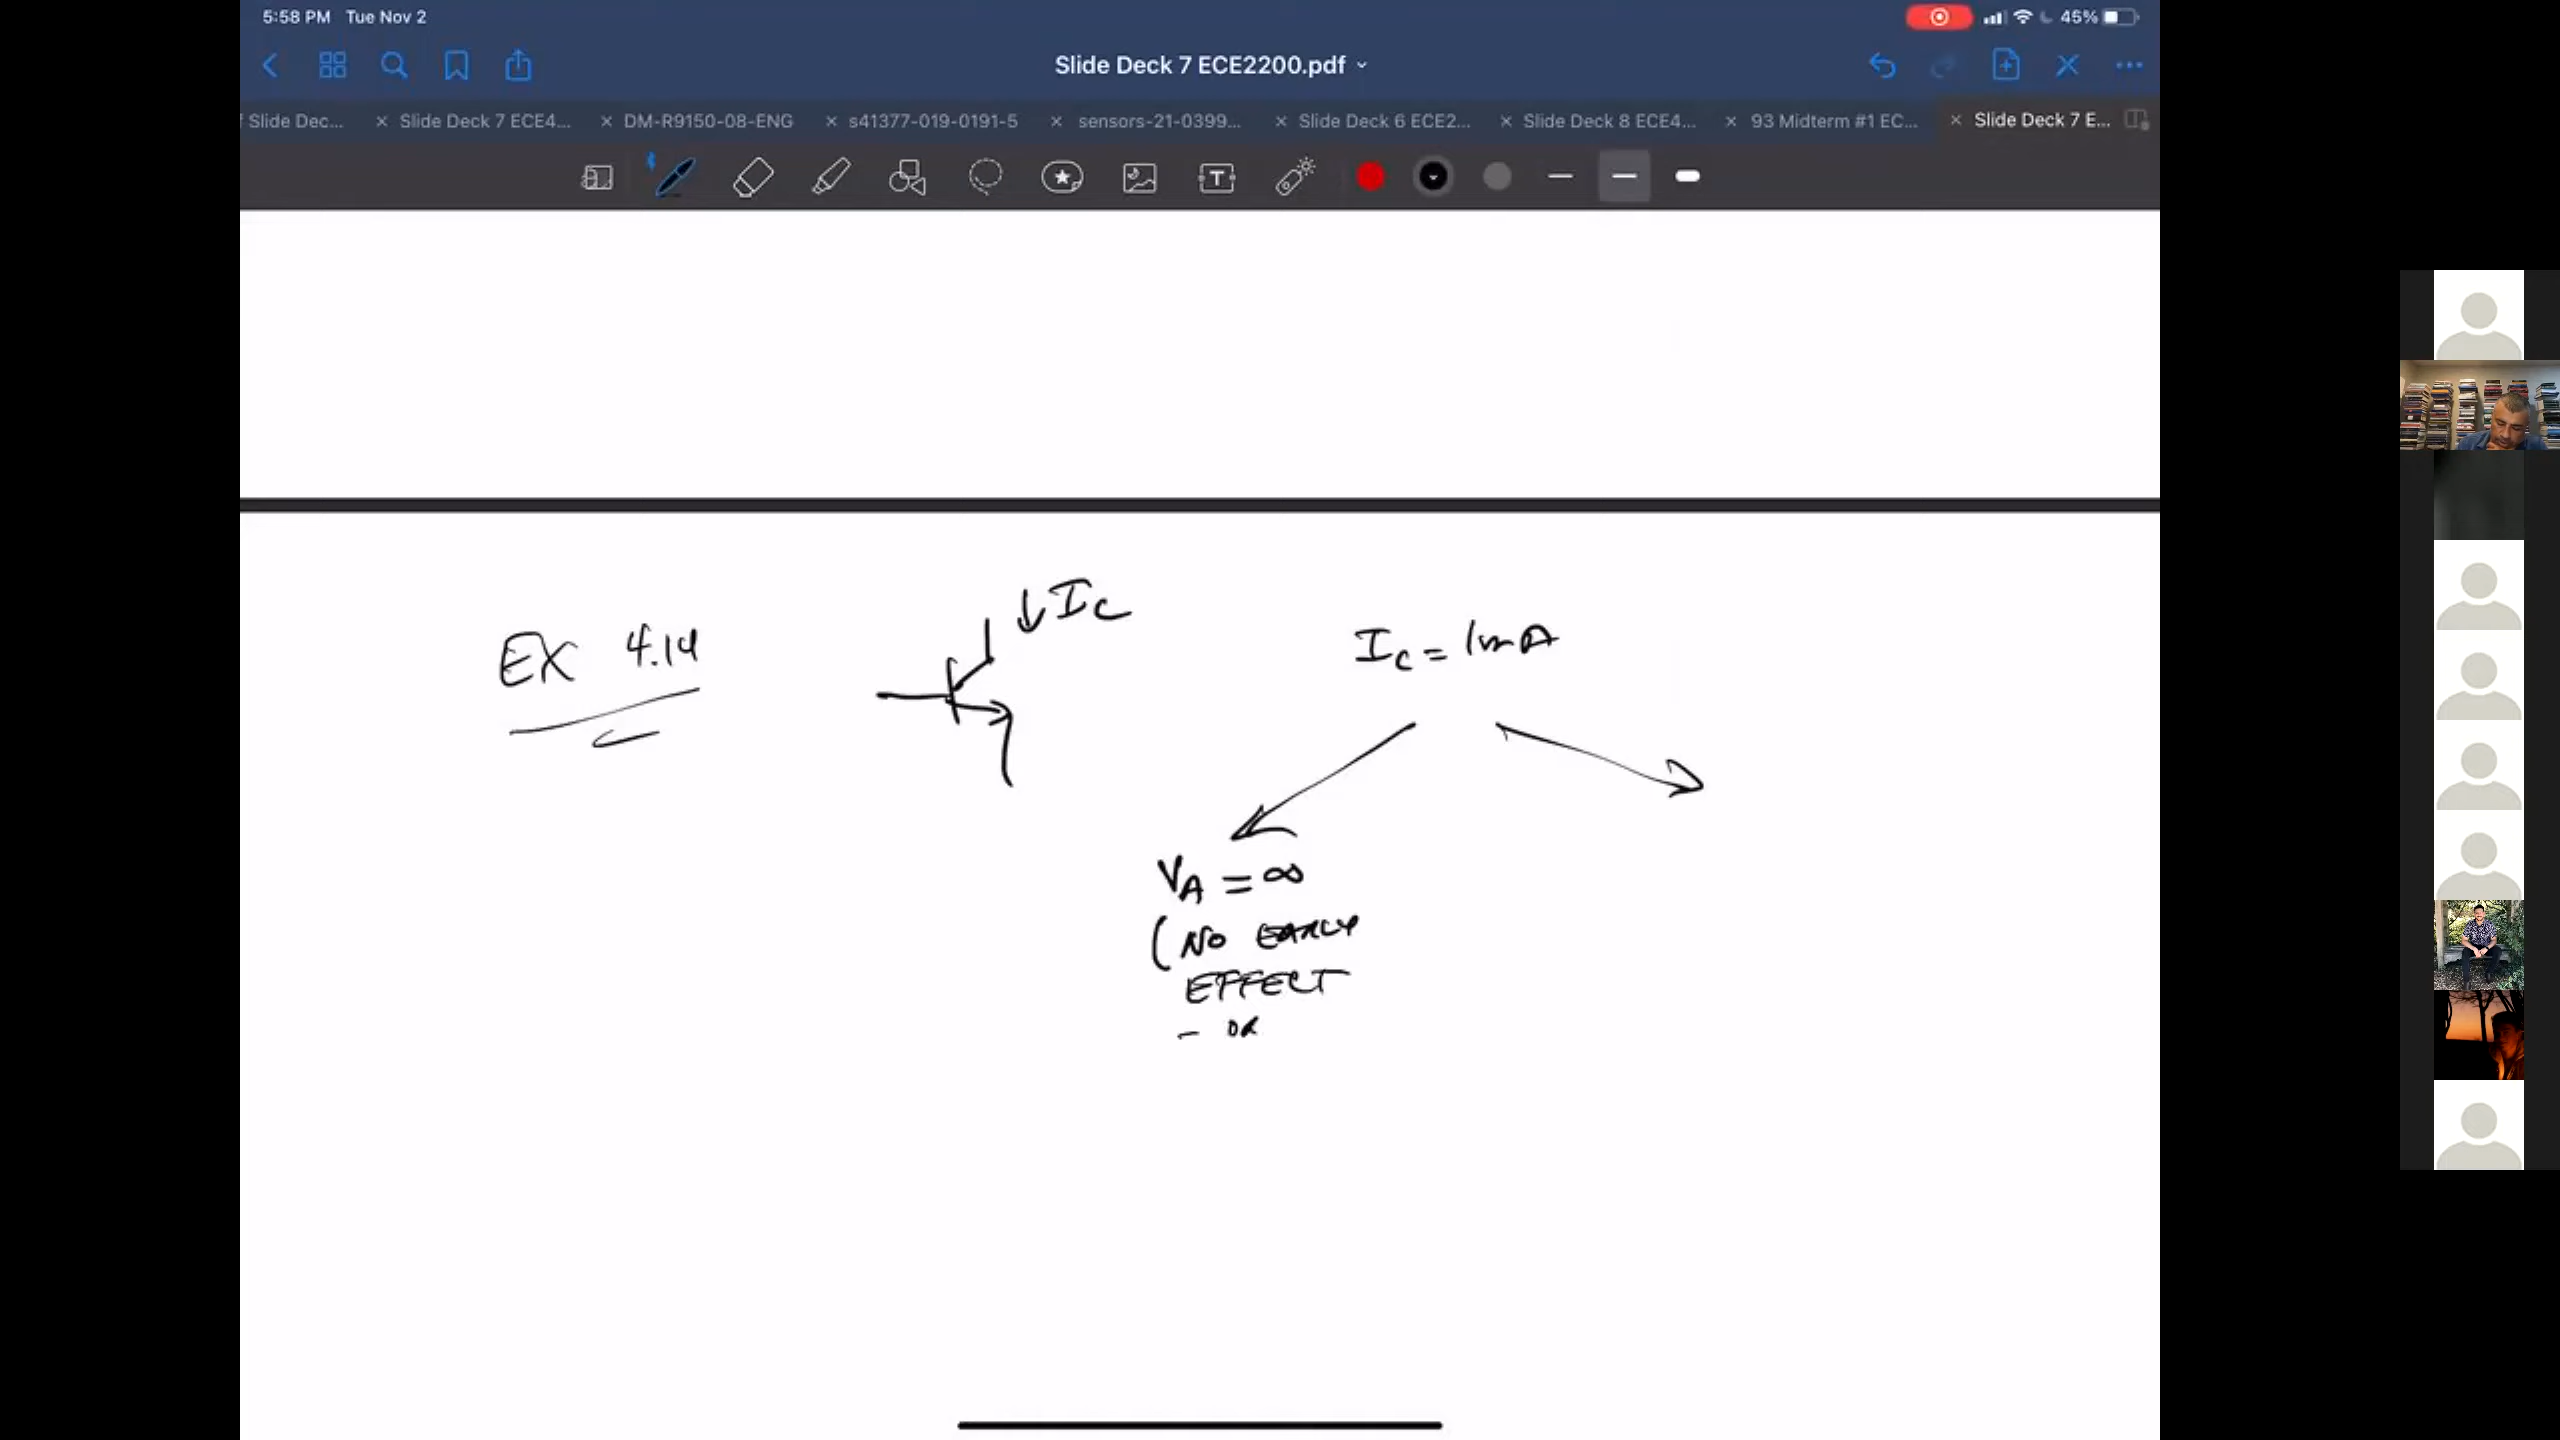 5:58 PM Tue Nov 2
45%
Slide Deck 7 ECE2200.pdf
f Slide Dec... Slide Deck 7 ECE4... DM-R9150-08-ENG s41377-019-0191-5 sensors-21-0399... Slide Deck 6 ECE2... Slide Deck 8 ECE4... 93 Midterm #1 EC... Slide Deck 7 E...
EX 4.14
↓ IC
IC = 1mA
VA = ∞
(NO EARLY
EFFECT
- OR